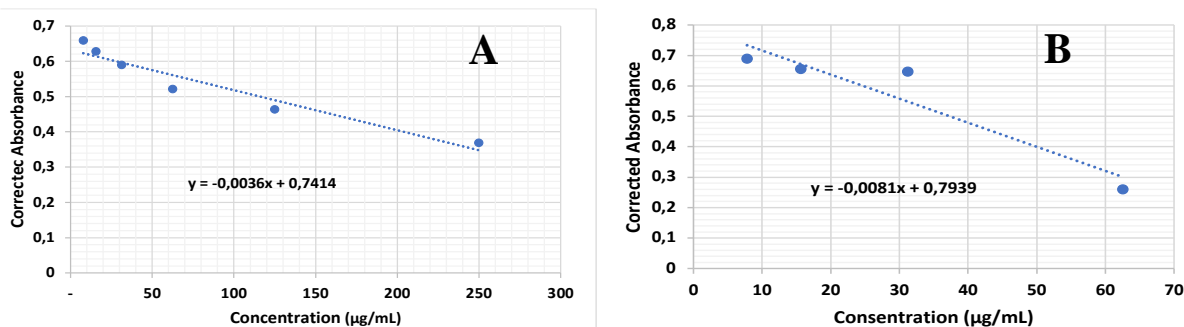 A
0,7
0,6
0,5
0,4
0,3
0,2
0,1
0
- 50 100 150 200 250 300
Correctec Absorbance
Concentration (µg/mL)
y = -0,0036x + 0,7414
B
0,8
0,7
0,6
0,5
0,4
0,3
0,2
0,1
0
0 10 20 30 40 50 60 70
Corrected Absorbance
Consentration (µg/mL)
y = -0,0081x + 0,7939